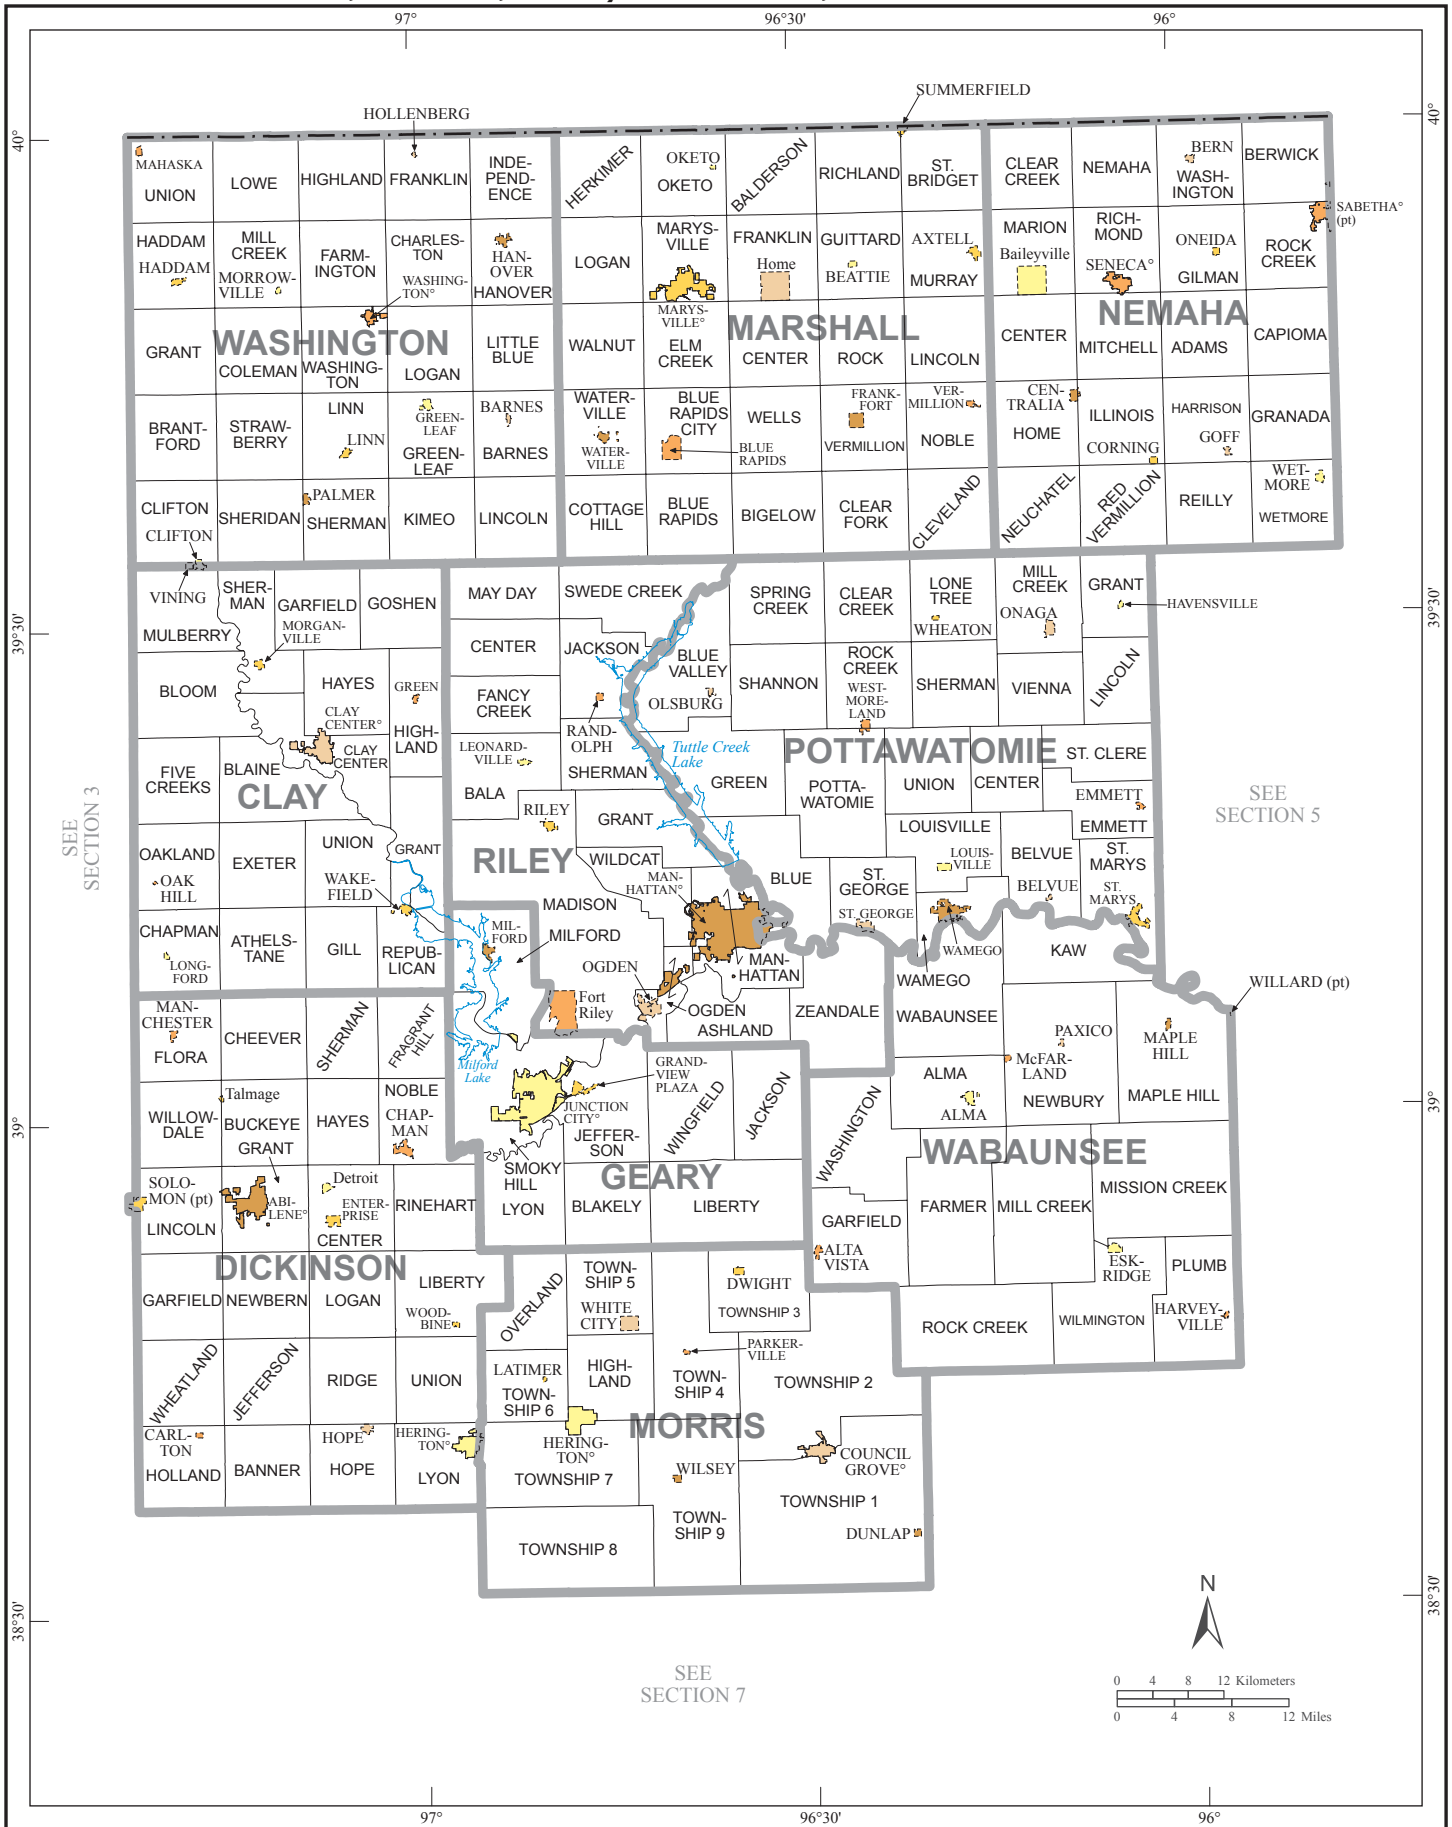 97°
96°30'
96°
40°
40°
SUMMERFIELD
HOLLENBERG
MAHASKA
UNION
LOWE
HIGHLAND
FRANKLIN
INDE-
PEND-
ENCE
HERKIMER
OKETO
OKETO
BALDERSON
RICHLAND
ST.
BRIDGET
CLEAR
CREEK
NEMAHA
BERN
WASH-
INGTON
BERWICK
SABETHA°
(pt)
HADDAM
HADDAM
MILL
CREEK
MORROW-
VILLE
FARM-
INGTON
CHARLES-
TON
WASHING-
TON°
HAN-
OVER
HANOVER
LOGAN
MARYS-
VILLE
MARYS-
VILLE°
FRANKLIN
Home
GUITTARD
BEATTIE
AXTELL
MURRAY
MARION
Baileyville
RICH-
MOND
SENECA°
ONEIDA
GILMAN
ROCK
CREEK
WASHINGTON
MARSHALL
NEMAHA
GRANT
COLEMAN
WASHING-
TON
LOGAN
LITTLE
BLUE
WALNUT
ELM
CREEK
CENTER
ROCK
LINCOLN
CENTER
MITCHELL
ADAMS
CAPIOMA
BRANT-
FORD
STRAW-
BERRY
LINN
LINN
GREEN-
LEAF
GREEN-
LEAF
BARNES
BARNES
WATER-
VILLE
WATER-
VILLE
BLUE
RAPIDS
CITY
BLUE
RAPIDS
WELLS
FRANK-
FORT
VERMILLION
VER-
MILLION
NOBLE
CEN-
TRALIA
HOME
ILLINOIS
CORNING
HARRISON
GOFF
GRANADA
CLIFTON
CLIFTON
SHERIDAN
PALMER
SHERMAN
KIMEO
LINCOLN
COTTAGE
HILL
BLUE
RAPIDS
BIGELOW
CLEAR
FORK
CLEVELAND
NEUCHATEL
RED
VERMILLION
REILLY
WET-
MORE
WETMORE
VINING
MULBERRY
SHER-
MAN
GARFIELD
MORGAN-
VILLE
GOSHEN
MAY DAY
SWEDE CREEK
SPRING
CREEK
CLEAR
CREEK
LONE
TREE
WHEATON
MILL
CREEK
ONAGA
GRANT
HAVENSVILLE
39°30'
39°30'
BLOOM
HAYES
CLAY
CENTER°
CLAY
CENTER
GREEN
HIGH-
LAND
CENTER
JACKSON
BLUE
VALLEY
OLSBURG
SHANNON
ROCK
CREEK
WEST-
MORE-
LAND
SHERMAN
VIENNA
LINCOLN
FANCY
CREEK
RAND-
OLPH
LEONARD-
VILLE
SHERMAN
Tuttle Creek
Lake
POTTAWATOMIE
FIVE
CREEKS
BLAINE
CLAY
BALA
RILEY
GRANT
GREEN
POTTA-
WATOMIE
UNION
CENTER
ST. CLERE
EMMETT
EMMETT
SEE
SECTION 3
SEE
SECTION 5
OAKLAND
OAK
HILL
EXETER
UNION
WAKE-
FIELD
GRANT
RILEY
WILDCAT
MAN-
HATTAN°
BLUE
ST.
GEORGE
ST. GEORGE
LOUISVILLE
LOUIS-
VILLE
BELVUE
BELVUE
ST.
MARYS
ST.
MARYS
MADISON
CHAPMAN
LONG-
FORD
ATHELS-
TANE
GILL
REPUB-
LICAN
MIL-
FORD
MILFORD
OGDEN
MAN-
HATTAN
WAMEGO
WAMEGO
KAW
WILLARD (pt)
MAN-
CHESTER
FLORA
CHEEVER
SHERMAN
FRAGRANT
HILL
Fort
Riley
OGDEN
ASHLAND
ZEANDALE
WABAUNSEE
PAXICO
MAPLE
HILL
MAPLE HILL
Milford
Lake
GRAND-
VIEW
PLAZA
McFAR-
LAND
ALMA
ALMA
NEWBURY
39°
39°
WILLOW-
DALE
Talmage
BUCKEYE
GRANT
HAYES
NOBLE
CHAP-
MAN
JUNCTION
CITY°
JEFFER-
SON
WINGFIELD
JACKSON
WASHINGTON
WABAUNSEE
SOLO-
MON (pt)
LINCOLN
ABI-
LENE°
Detroit
ENTER-
PRISE
CENTER
RINEHART
SMOKY
HILL
LYON
GEARY
BLAKELY
LIBERTY
GARFIELD
FARMER
MILL CREEK
MISSION CREEK
DICKINSON
LIBERTY
GARFIELD
NEWBERN
LOGAN
WOOD-
BINE
OVERLAND
TOWN-
SHIP 5
WHITE
CITY
DWIGHT
TOWNSHIP 3
ALTA
VISTA
ESK-
RIDGE
PLUMB
ROCK CREEK
WILMINGTON
HARVEY-
VILLE
WHEATLAND
JEFFERSON
RIDGE
UNION
LATIMER
TOWN-
SHIP 6
HIGH-
LAND
PARKER-
VILLE
TOWN-
SHIP 4
TOWNSHIP 2
MORRIS
CARL-
TON
HOLLAND
BANNER
HOPE
HOPE
HERING-
TON°
LYON
HERING-
TON°
TOWNSHIP 7
WILSEY
COUNCIL
GROVE°
TOWNSHIP 1
TOWNSHIP 8
TOWN-
SHIP 9
DUNLAP
38°30'
38°30'
N
SEE
SECTION 7
0 4 8 12 Kilometers
0 4 8 12 Miles
97°
96°30'
96°